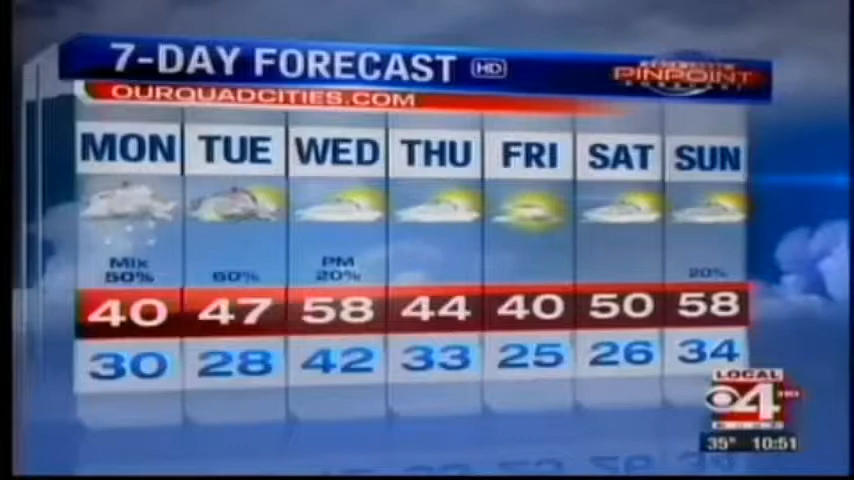 7-DAY FORECAST HD
PINPOINT
OURQUADCITIES.COM
MON TUE WED THU FRI SAT SUN
MIX PM
50% 60% 20% 20%
40 47 58 44 40 50 58
30 28 42 33 25 26 34
LOCAL
4
35° 10:51